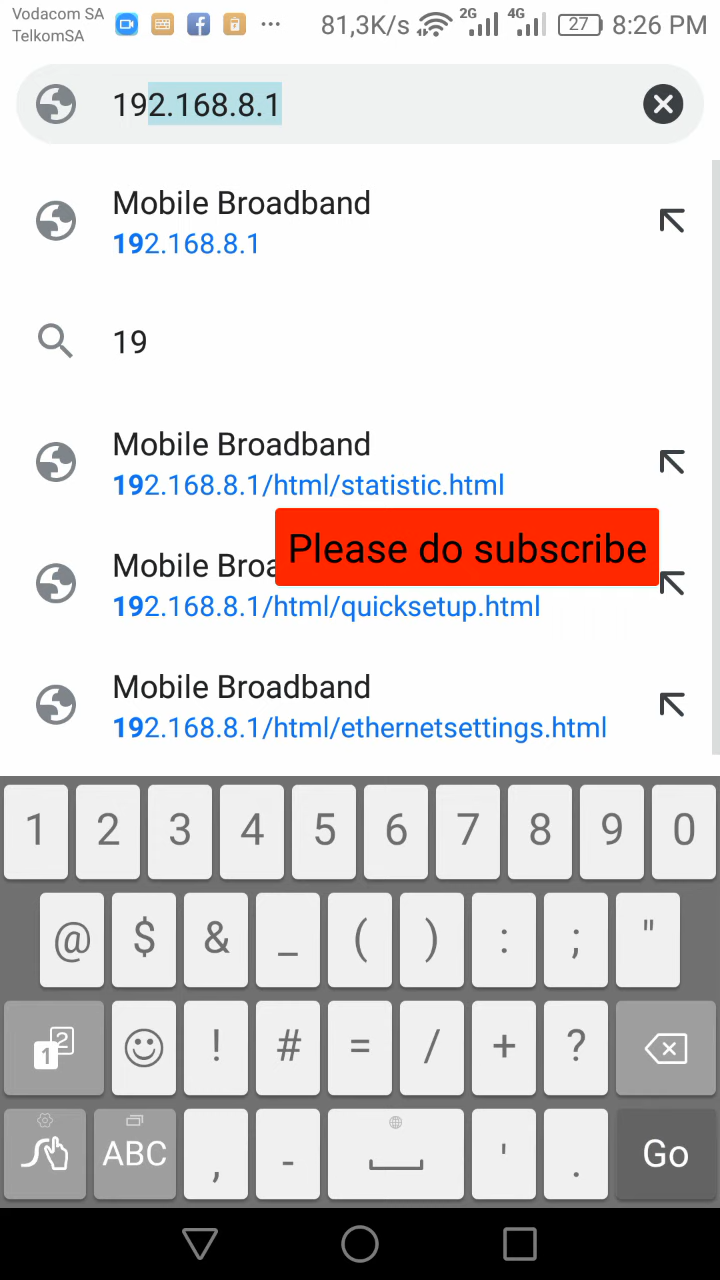 Vodacom SA
TelkomSA
81,3K/s 2G 4G 27 8:26 PM
192.168.8.1
Mobile Broadband
192.168.8.1
19
Mobile Broadband
192.168.8.1/html/statistic.html
Please do subscribe
Mobile Broa
192.168.8.1/html/quicksetup.html
Mobile Broadband
192.168.8.1/html/ethernetsettings.html
1 2 3 4 5 6 7 8 9 0
@ $ & _ ( ) : ; "
1 2 ! # = / + ?
ABC , - ' . Go